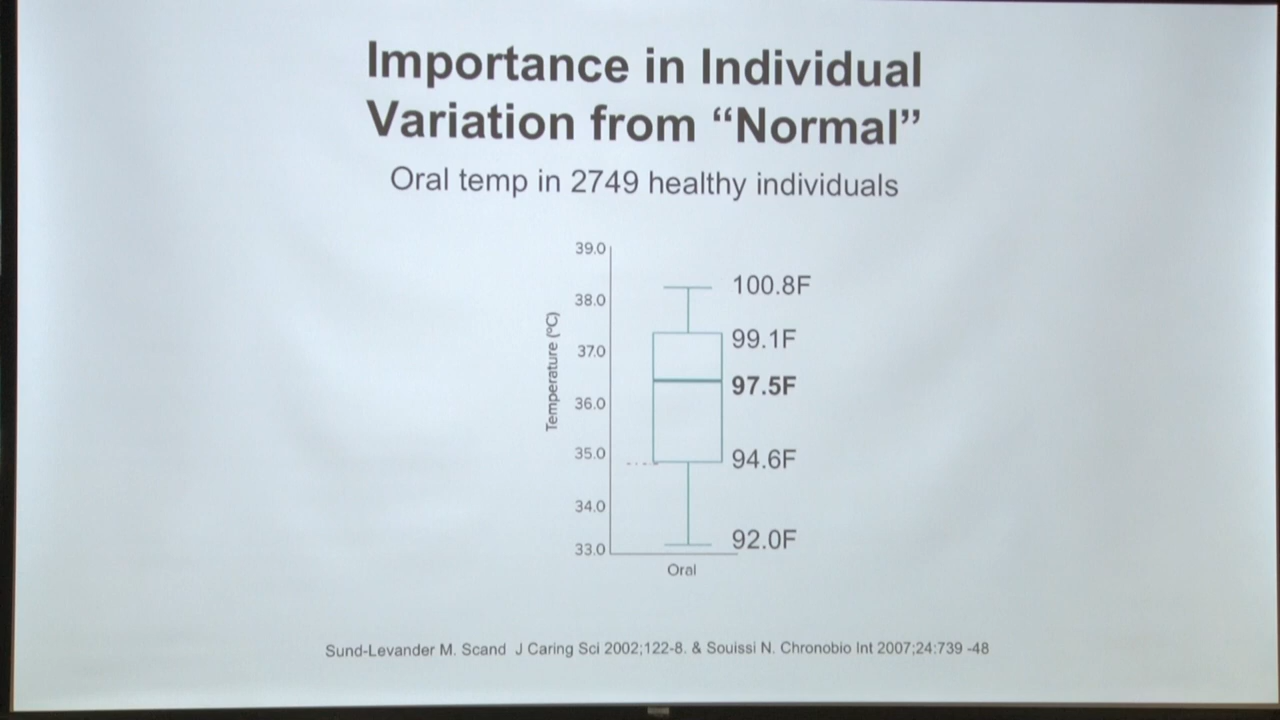 Importance in Individual
Variation from “Normal”
Oral temp in 2749 healthy individuals
39.0
38.0
37.0
36.0
35.0
34.0
33.0
Temperature (ºC)
100.8F
99.1F
97.5F
94.6F
92.0F
Oral
Sund-Levander M. Scand J Caring Sci 2002;122-8. & Souissi N. Chronobio Int 2007;24:739 -48